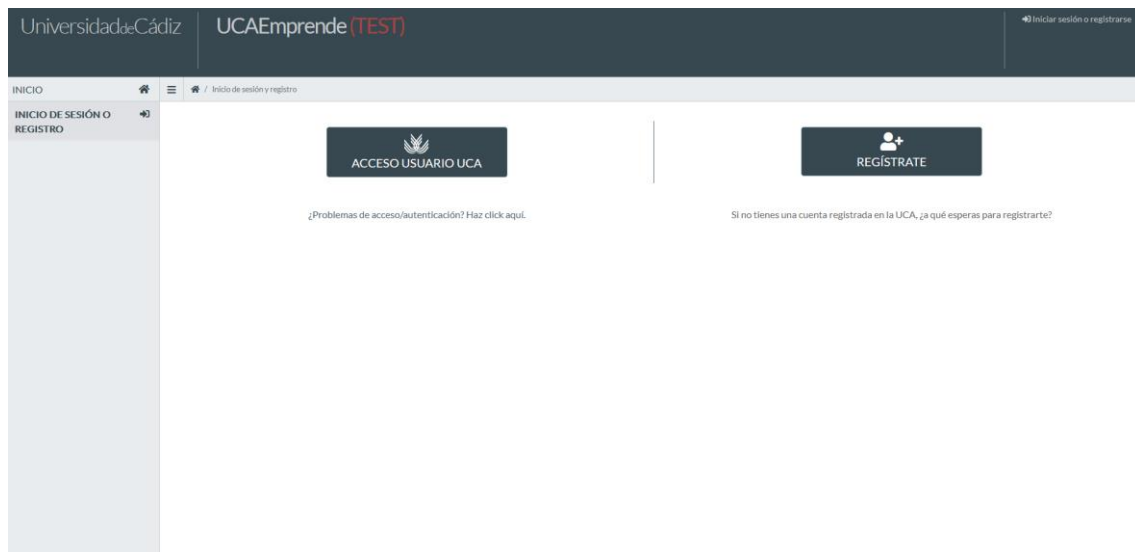 UniversidaddeCádiz
UCAEmprende (TEST)
Iniciar sesión o registrarse
INICIO
/ Inicio de sesión y registro
INICIO DE SESIÓN O
REGISTRO
ACCESO USUARIO UCA
REGÍSTRATE
¿Problemas de acceso/autenticación? Haz click aquí.
Si no tienes una cuenta registrada en la UCA, ¿a qué esperas para registrarte?